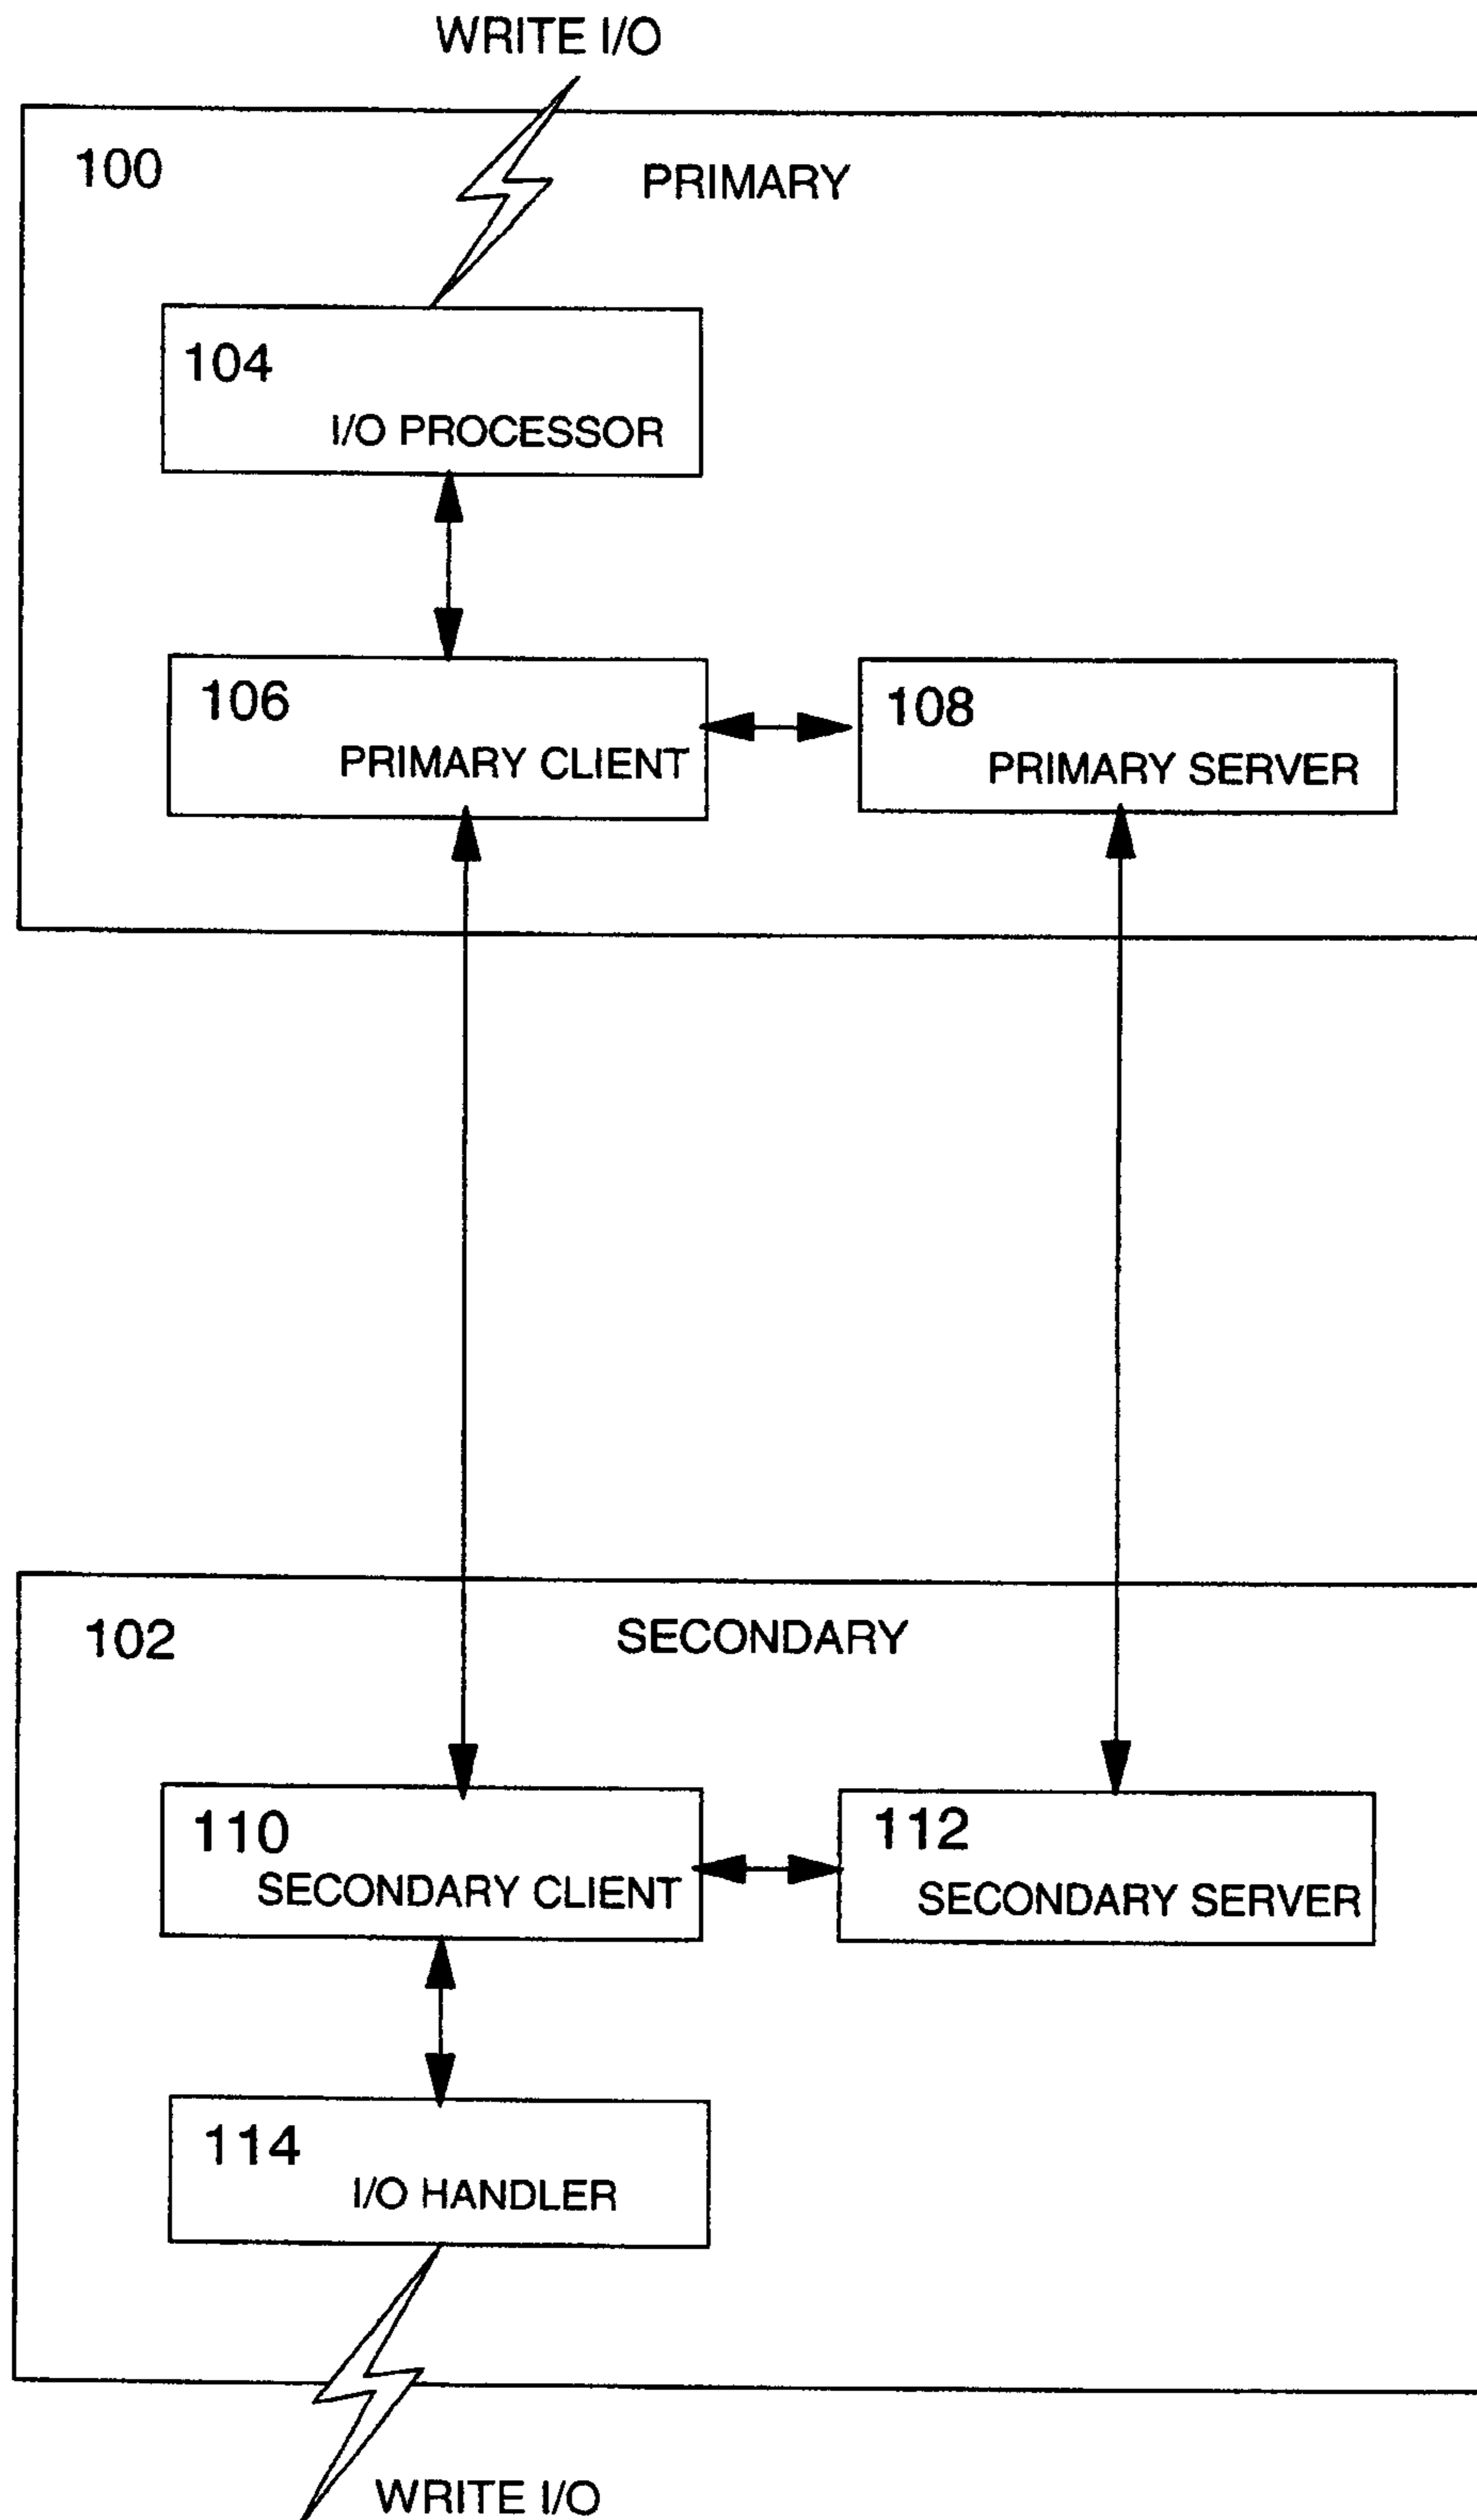 WRITE I/O
100
PRIMARY
104
I/O PROCESSOR
106
PRIMARY CLIENT
108
PRIMARY SERVER
102
SECONDARY
110
SECONDARY CLIENT
112
SECONDARY SERVER
114
I/O HANDLER
WRITE I/O